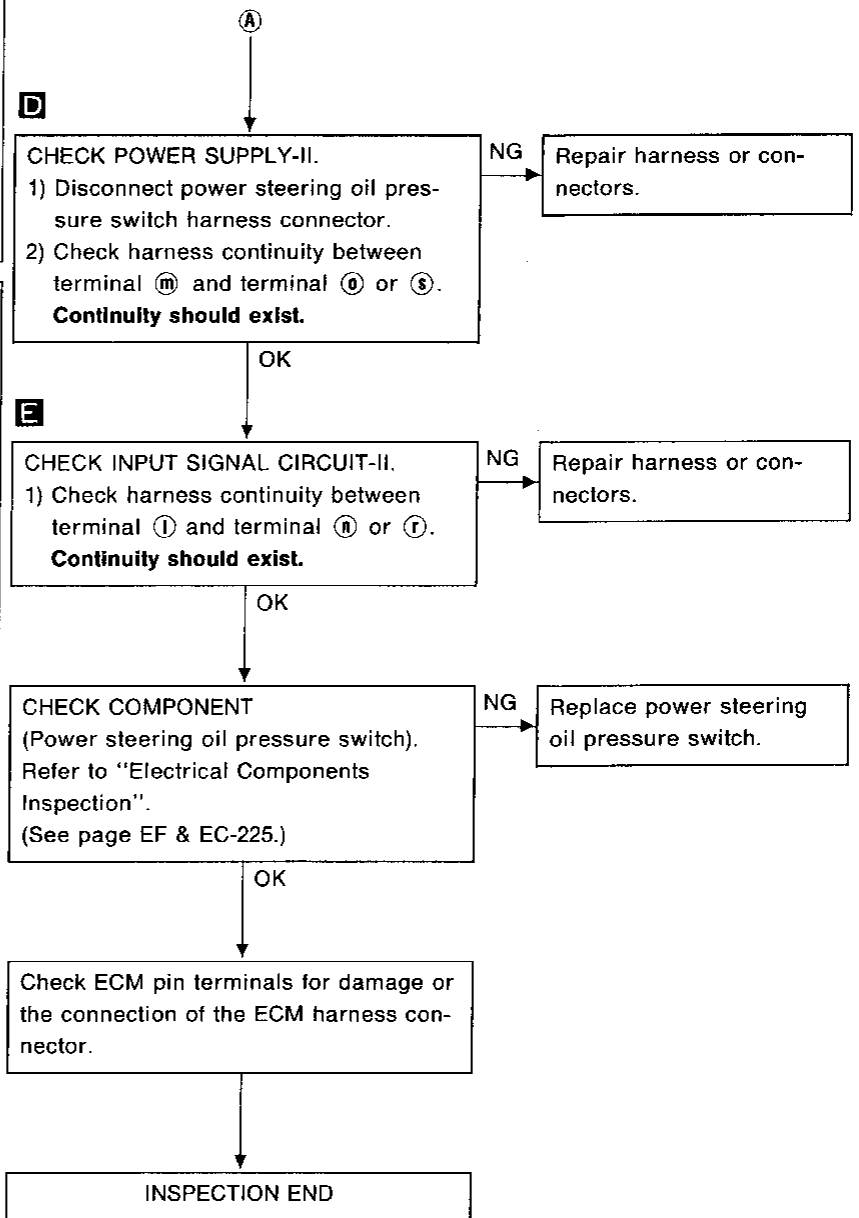 Ⓐ
D
CHECK POWER SUPPLY-II.
1) Disconnect power steering oil pres-
sure switch harness connector.
2) Check harness continuity between
terminal ⓜ and terminal ⓞ or ⓢ.
Continuity should exist.
NG
Repair harness or con-
nectors.
OK
E
CHECK INPUT SIGNAL CIRCUIT-II.
1) Check harness continuity between
terminal ⓛ and terminal ⓝ or ⓡ.
Continuity should exist.
NG
Repair harness or con-
nectors.
OK
CHECK COMPONENT
(Power steering oil pressure switch).
Refer to "Electrical Components
Inspection".
(See page EF & EC-225.)
NG
Replace power steering
oil pressure switch.
OK
Check ECM pin terminals for damage or
the connection of the ECM harness con-
nector.
INSPECTION END